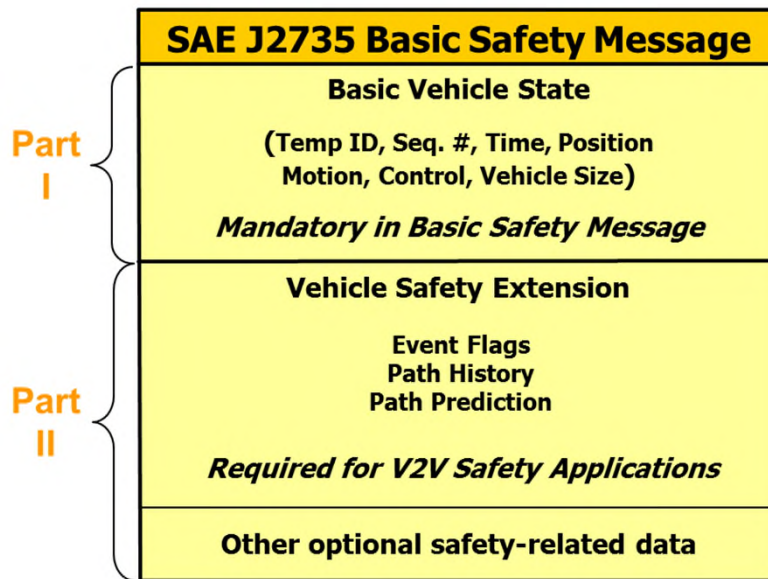 SAE J2735 Basic Safety Message
Part
I
Basic Vehicle State
(Temp ID, Seq. #, Time, Position
Motion, Control, Vehicle Size)
Mandatory in Basic Safety Message
Part
II
Vehicle Safety Extension
Event Flags
Path History
Path Prediction
Required for V2V Safety Applications
Other optional safety-related data